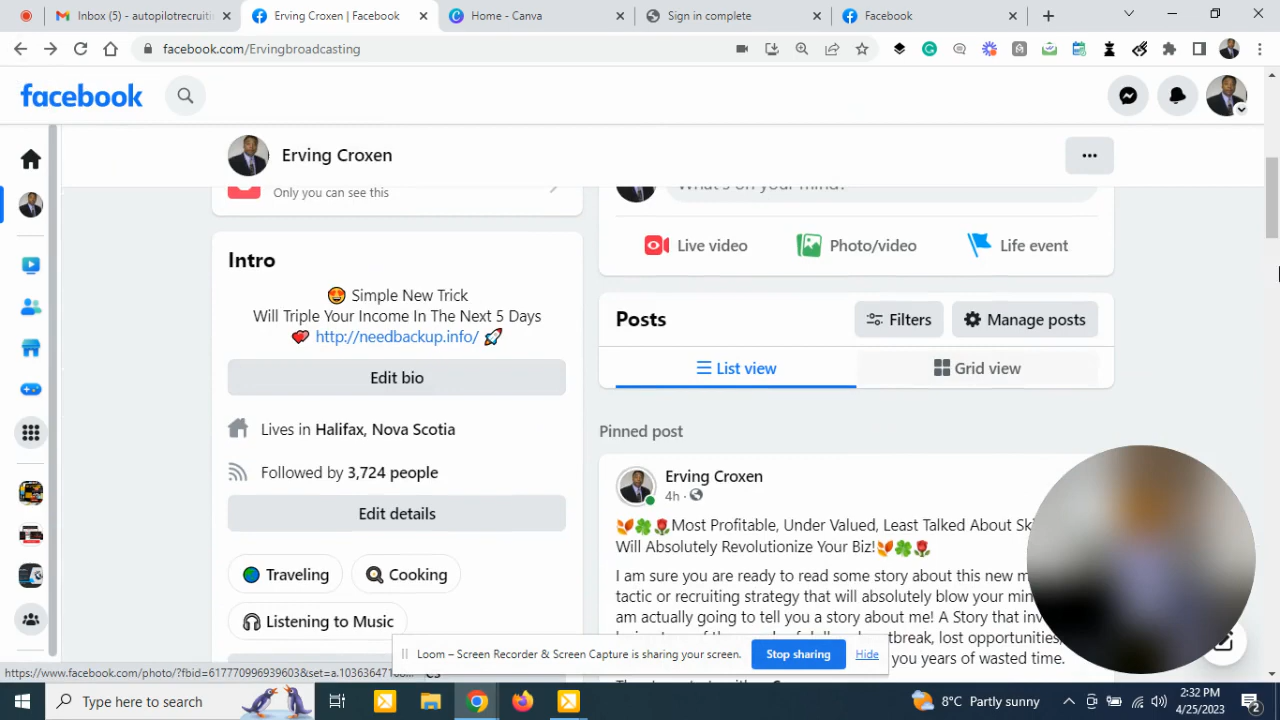 Inbox (5) - autopilotrecruiti
Erving Croxen | Facebook
Home - Canva
Sign in complete
Facebook
facebook.com/Ervingbroadcasting
facebook
Erving Croxen
Only you can see this
What's on your mind?
Live video
Photo/video
Life event
Intro
Simple New Trick
Will Triple Your Income In The Next 5 Days
http://needbackup.info/
Edit bio
Lives in Halifax, Nova Scotia
Followed by 3,724 people
Edit details
Traveling
Cooking
Listening to Music
Posts
Filters
Manage posts
List view
Grid view
Pinned post
Erving Croxen
4h
Most Profitable, Under Valued, Least Talked About
Will Absolutely Revolutionize Your Biz!
I am sure you are ready to read some story about this new
tactic or recruiting strategy that will absolutely blow your
am actually going to tell you a story about me! A Story that
lost opportunities,
you years of wasted time.
Loom – Screen Recorder & Screen Capture is sharing your screen.
Stop sharing
Hide
Type here to search
8°C Partly sunny
2:32 PM
4/25/2023
2